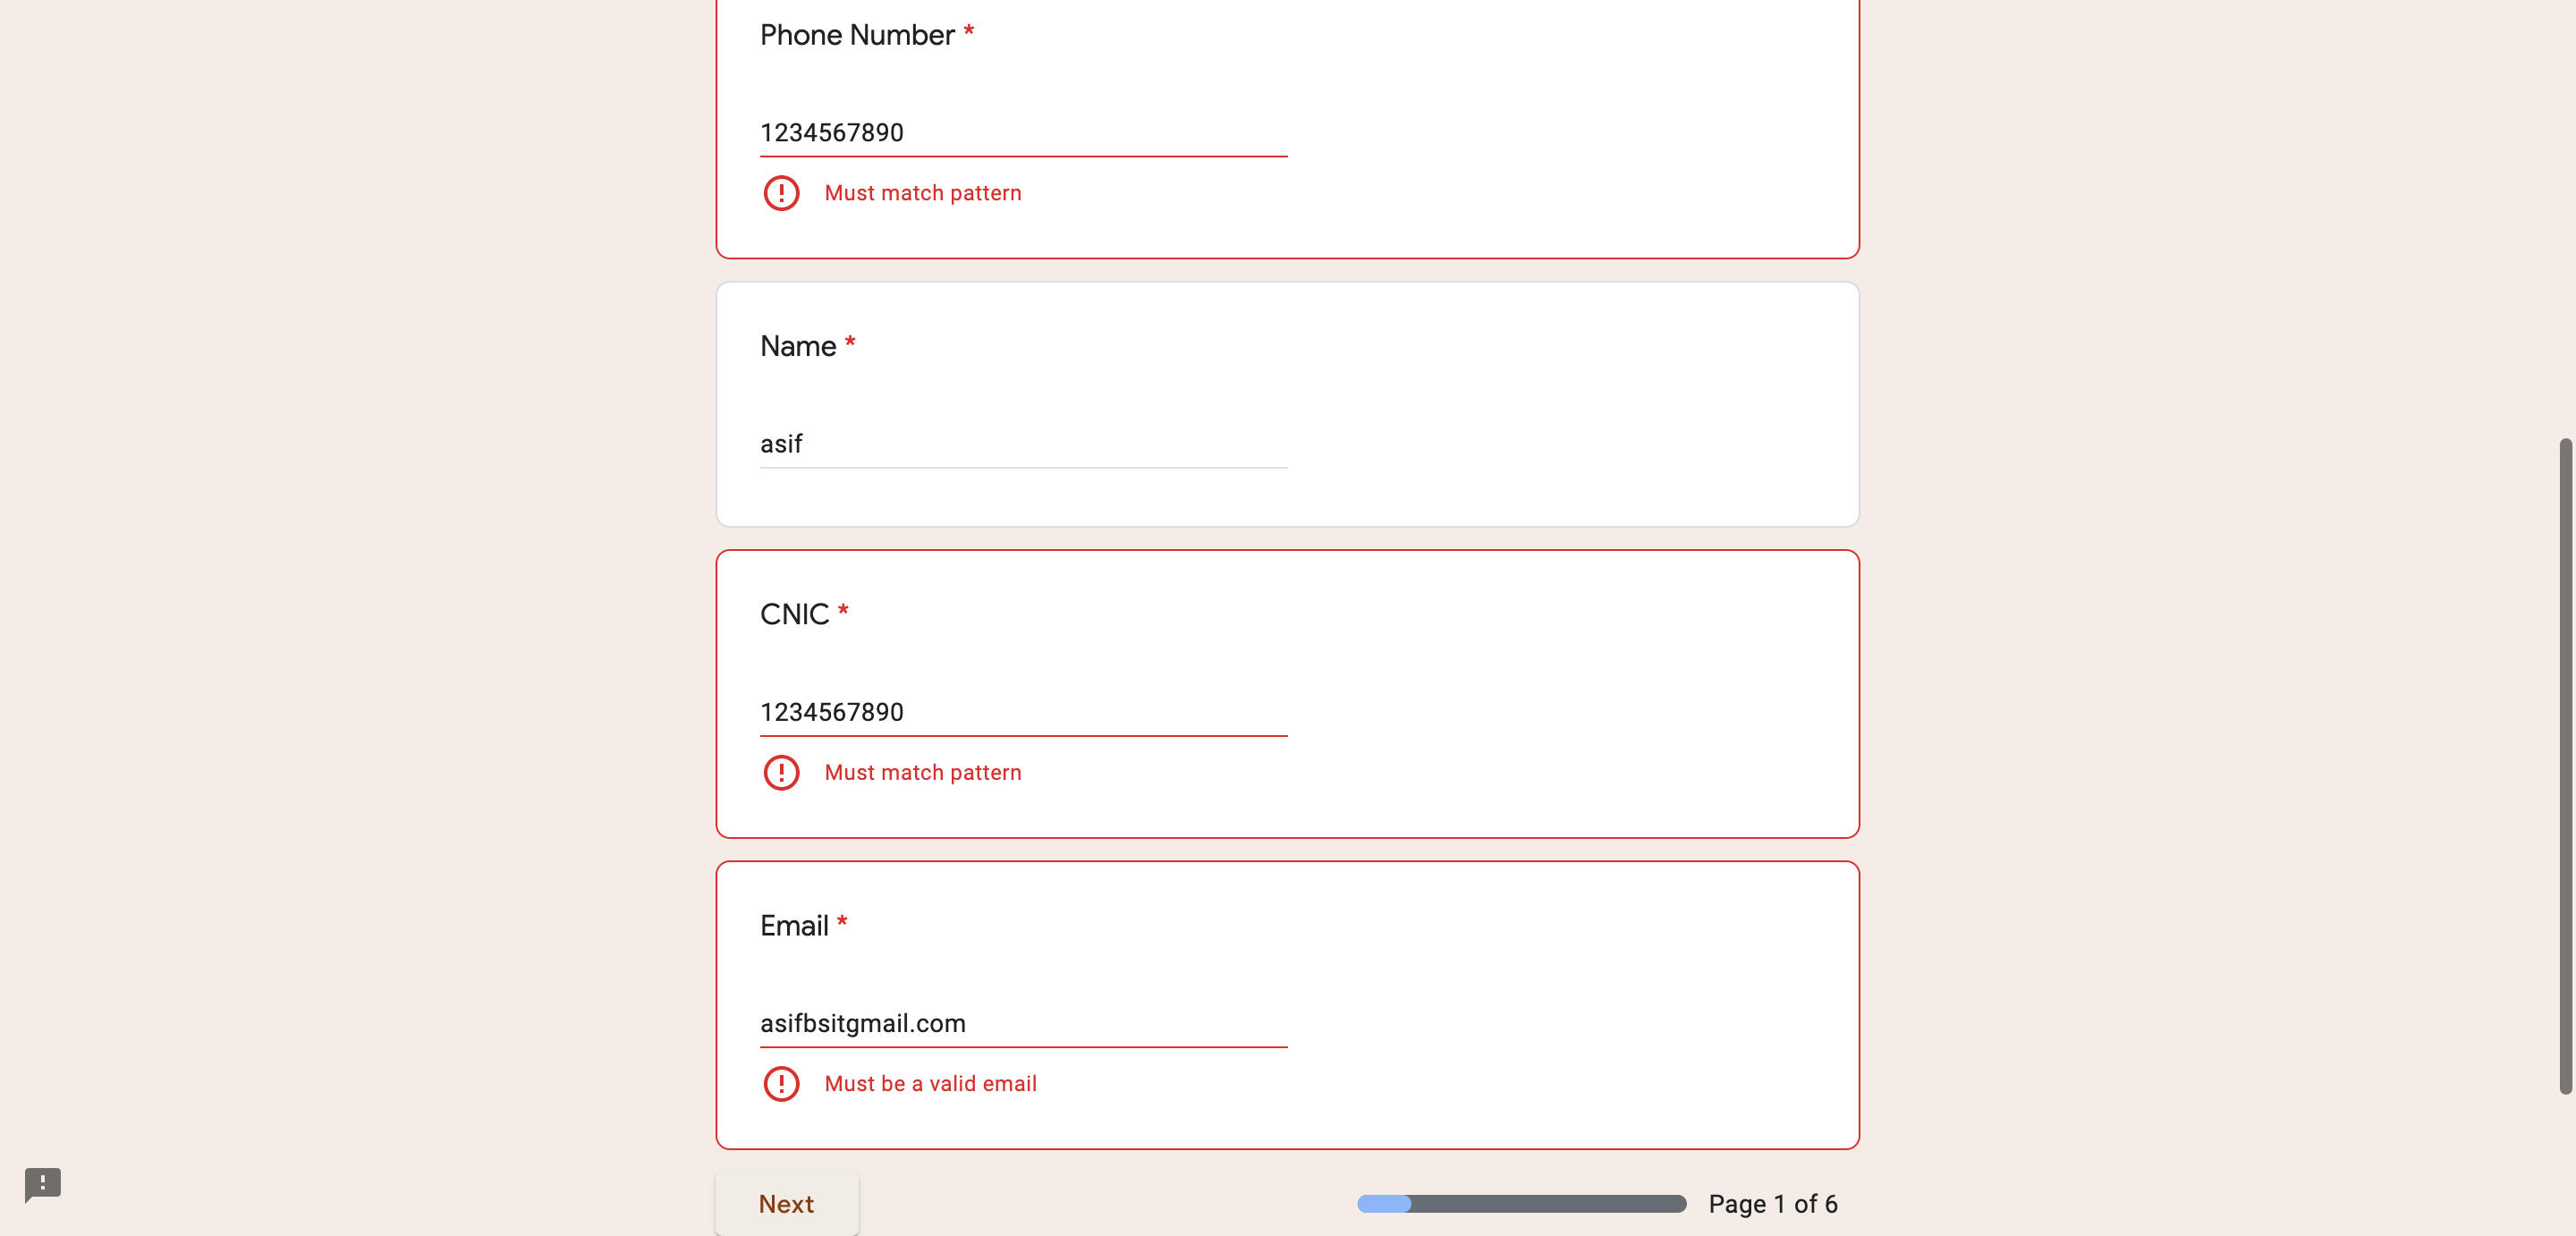 Phone Number *
1234567890
Must match pattern
Name *
asif
CNIC *
1234567890
Must match pattern
Email *
asifbsitgmail.com
Must be a valid email
Next
Page 1 of 6